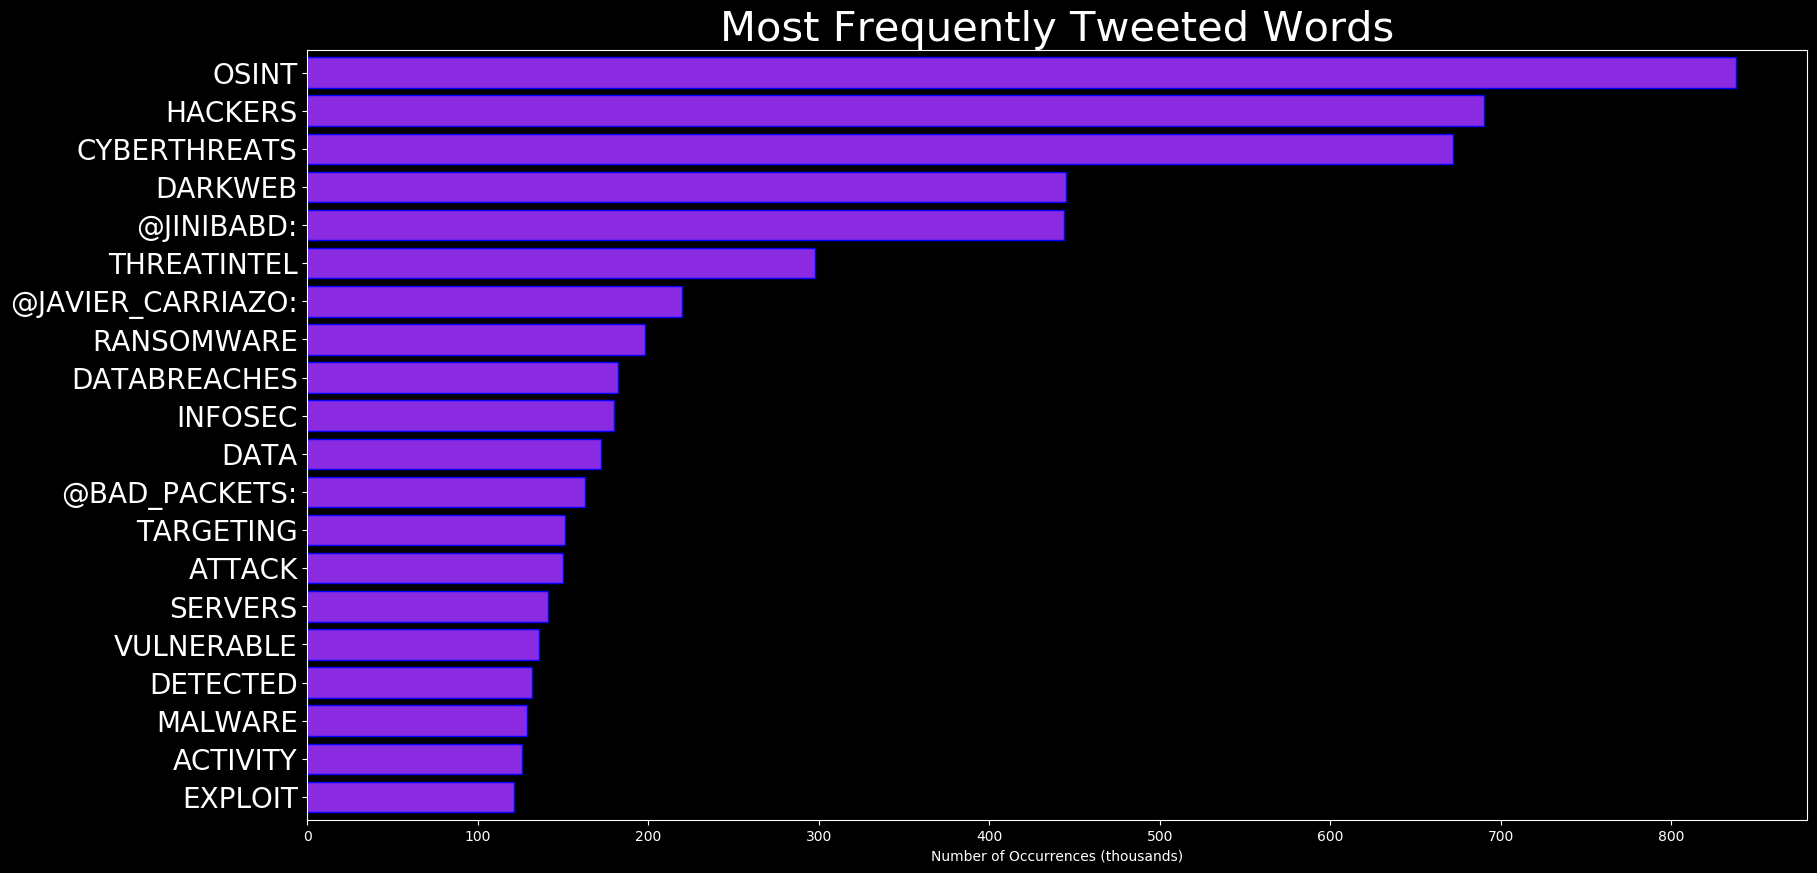 Most Frequently Tweeted Words
OSINT
HACKERS
CYBERTHREATS
DARKWEB
@JINIBABD:
THREATINTEL
@JAVIER_CARRIAZO:
RANSOMWARE
DATABREACHES
INFOSEC
DATA
@BAD_PACKETS:
TARGETING
ATTACK
SERVERS
VULNERABLE
DETECTED
MALWARE
ACTIVITY
EXPLOIT
0 100 200 300 400 500 600 700 800
Number of Occurrences (thousands)